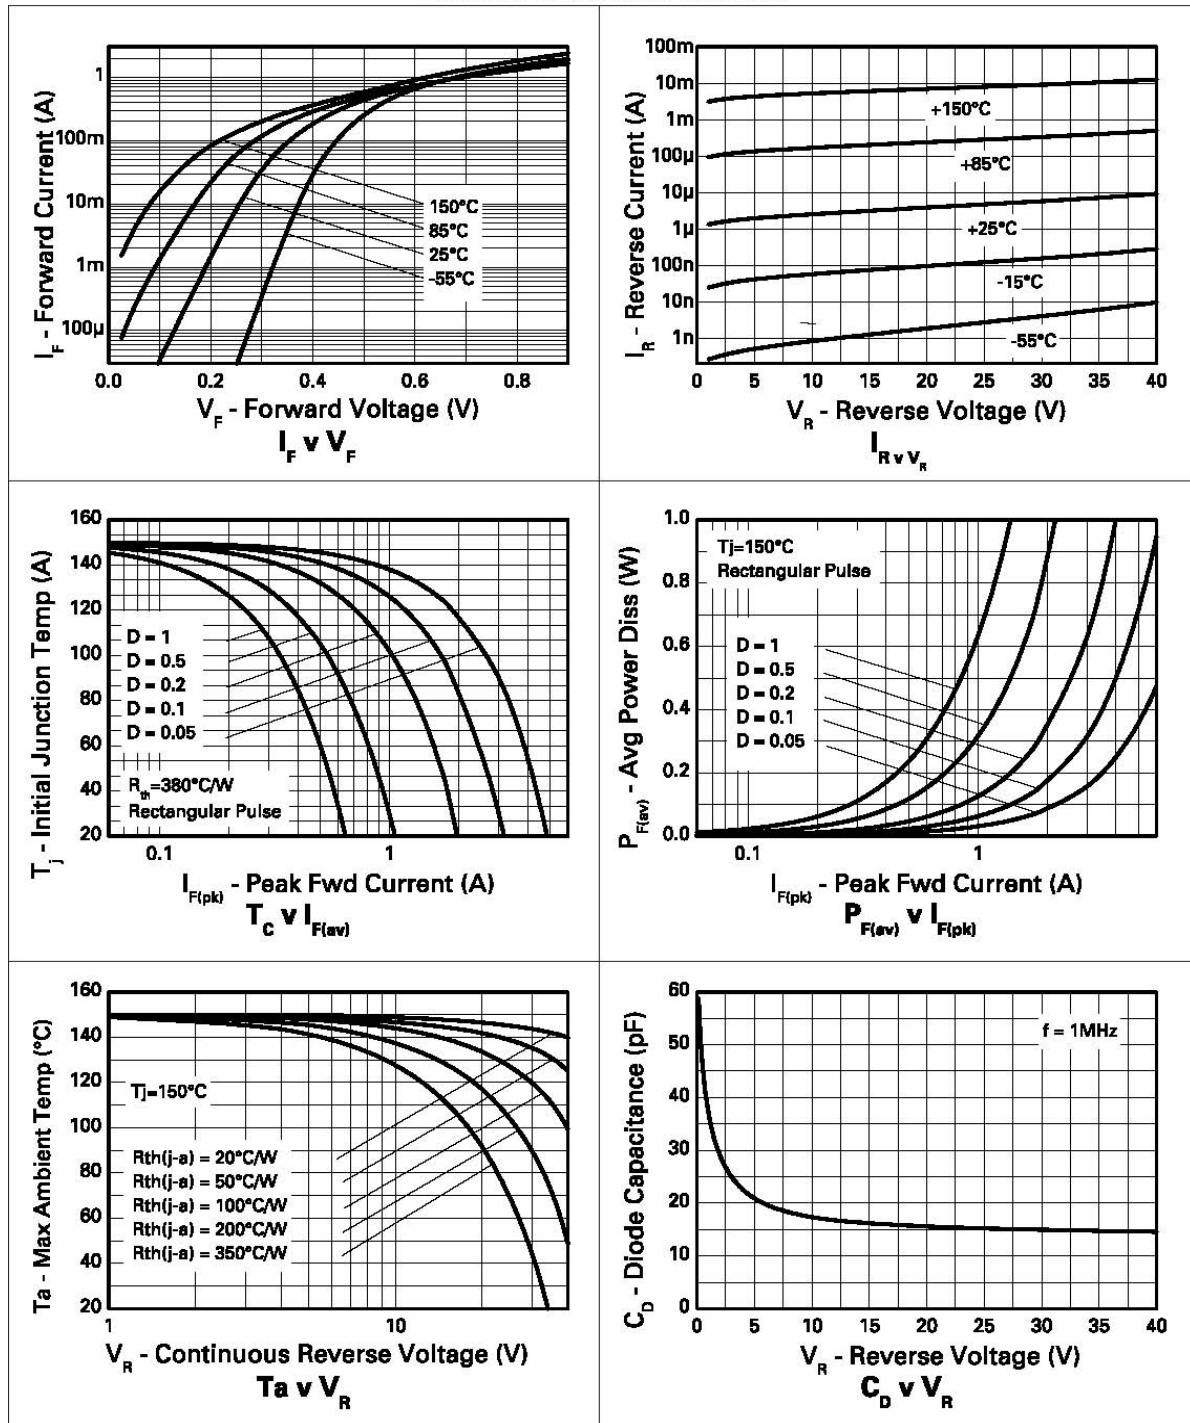 I_F - Forward Current (A)
1
100m
10m
1m
100µ
150°C
85°C
25°C
-55°C
0.0 0.2 0.4 0.6 0.8
V_F - Forward Voltage (V)
I_F v V_F
I_R - Reverse Current (A)
100m
10m
1m
100µ
10µ
1µ
100n
10n
1n
+150°C
+85°C
+25°C
-15°C
-55°C
0 5 10 15 20 25 30 35 40
V_R - Reverse Voltage (V)
I_R v V_R
T_j - Initial Junction Temp (A)
160
140
120
100
80
60
40
20
D = 1
D = 0.5
D = 0.2
D = 0.1
D = 0.05
R_th=380°C/W
Rectangular Pulse
0.1 1
I_F(pk) - Peak Fwd Current (A)
T_C v I_F(av)
P_F(av) - Avg Power Diss (W)
1.0
0.8
0.6
0.4
0.2
0.0
Tj=150°C
Rectangular Pulse
D = 1
D = 0.5
D = 0.2
D = 0.1
D = 0.05
0.1 1
I_F(pk) - Peak Fwd Current (A)
P_F(av) v I_F(pk)
Ta - Max Ambient Temp (°C)
160
140
120
100
80
60
40
20
Tj=150°C
Rth(j-a) = 20°C/W
Rth(j-a) = 50°C/W
Rth(j-a) = 100°C/W
Rth(j-a) = 200°C/W
Rth(j-a) = 350°C/W
1 10
V_R - Continuous Reverse Voltage (V)
Ta v V_R
C_D - Diode Capacitance (pF)
60
50
40
30
20
10
0
f = 1MHz
0 5 10 15 20 25 30 35 40
V_R - Reverse Voltage (V)
C_D v V_R